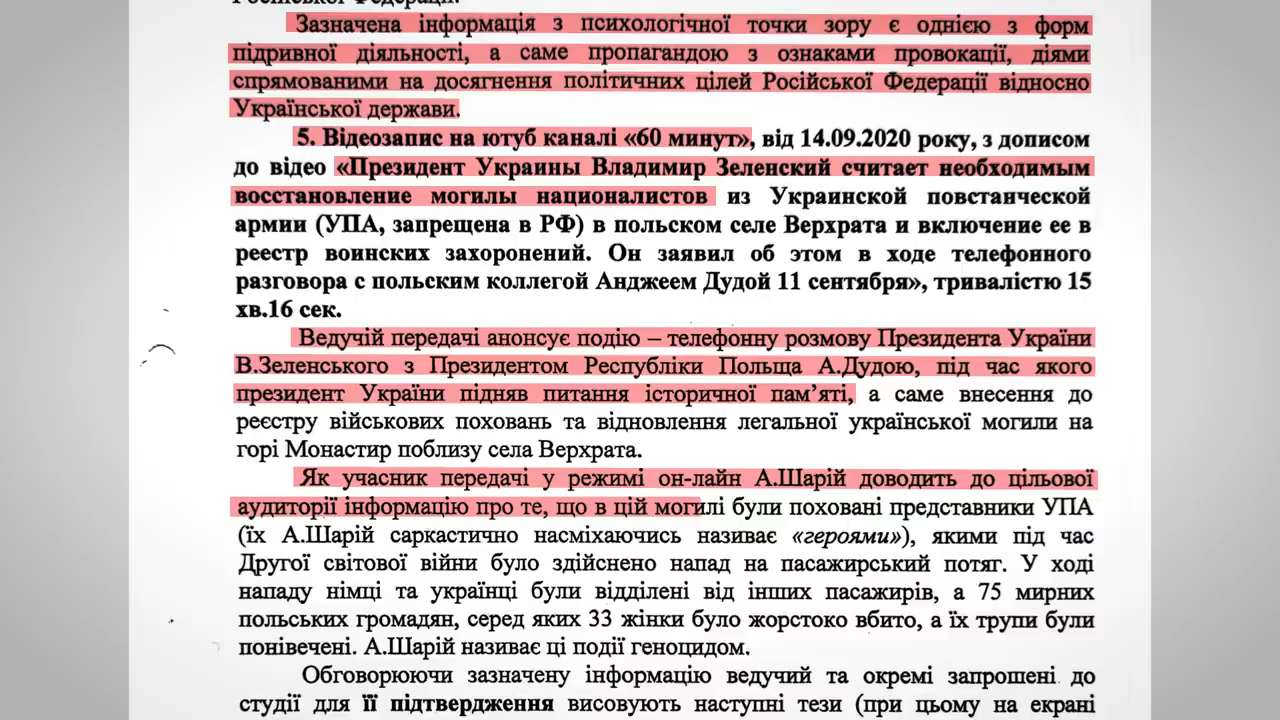 Російської Федерації.
Зазначена інформація з психологічної точки зору є однією з форм
підривної діяльності, а саме пропагандою з ознаками провокації, діями
спрямованими на досягнення політичних цілей Російської Федерації відносно
Української держави.
5. Відеозапис на ютуб каналі «60 минут», від 14.09.2020 року, з дописом
до відео «Президент Украины Владимир Зеленский считает необходимым
восстановление могилы националистов из Украинской повстанческой
армии (УПА, запрещена в РФ) в польском селе Верхрата и включение ее в
реестр воинских захоронений. Он заявил об этом в ходе телефонного
разговора с польским коллегой Анджеем Дудой 11 сентября», тривалістю 15
хв.16 сек.
Ведучій передачі анонсує подію – телефонну розмову Президента України
В.Зеленського з Президентом Республіки Польща А.Дудою, під час якого
президент України підняв питання історичної пам’яті, а саме внесення до
реєстру військових поховань та відновлення легальної української могили на
горі Монастир поблизу села Верхрата.
Як учасник передачі у режимі он-лайн А.Шарій доводить до цільової
аудиторії інформацію про те, що в цій могилі були поховані представники УПА
(їх А.Шарій саркастично насміхаючись називає «героями»), якими під час
Другої світової війни було здійснено напад на пасажирський потяг. У ході
нападу німці та українці були відділені від інших пасажирів, а 75 мирних
польських громадян, серед яких 33 жінки було жорстоко вбито, а їх трупи були
понівечені. А.Шарій називає ці події геноцидом.
Обговорюючи зазначену інформацію ведучий та окремі запрошені до
студії для її підтвердження висовують наступні тези (при цьому на екрані